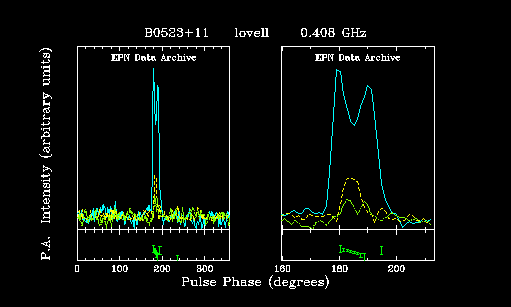 B0523+11 lovell 0.408 GHz
EPN Data Archive EPN Data Archive
P.A. Intensity (arbitrary units)
0 100 200 300 160 180 200
Pulse Phase (degrees)